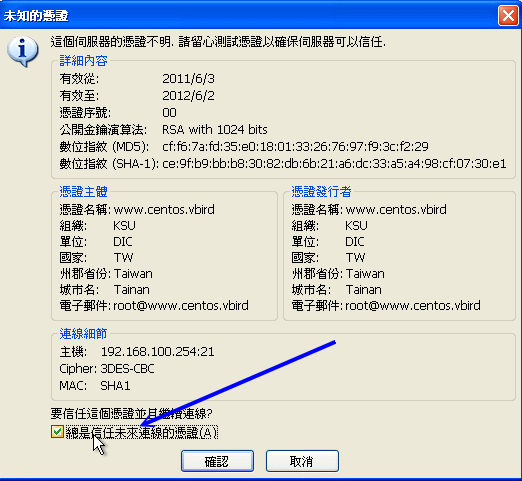 未知的憑證
這個伺服器的憑證不明. 請留心測試憑證以確保伺服器可以信任.
詳細內容
有效從: 2011/6/3
有效至: 2012/6/2
憑證序號: 00
公開金鑰演算法: RSA with 1024 bits
數位指紋 (MD5): cf:f6:7a:fd:35:e0:18:01:33:26:76:97:f9:3c:f2:29
數位指紋 (SHA-1): ce:9f:b9:bb:b8:30:82:db:6b:21:a6:dc:33:a5:a4:98:cf:07:30:e1
憑證主體
憑證名稱: www.centos.vbird
組織: KSU
單位: DIC
國家: TW
州郡省份: Taiwan
城市名: Tainan
電子郵件: root@www.centos.vbird
憑證發行者
憑證名稱: www.centos.vbird
組織: KSU
單位: DIC
國家: TW
州郡省份: Taiwan
城市名: Tainan
電子郵件: root@www.centos.vbird
連線細節
主機: 192.168.100.254:21
Cipher: 3DES-CBC
MAC: SHA1
要信任這個憑證並且繼續連線?
總是信任未來連線的憑證(A)
確認
取消